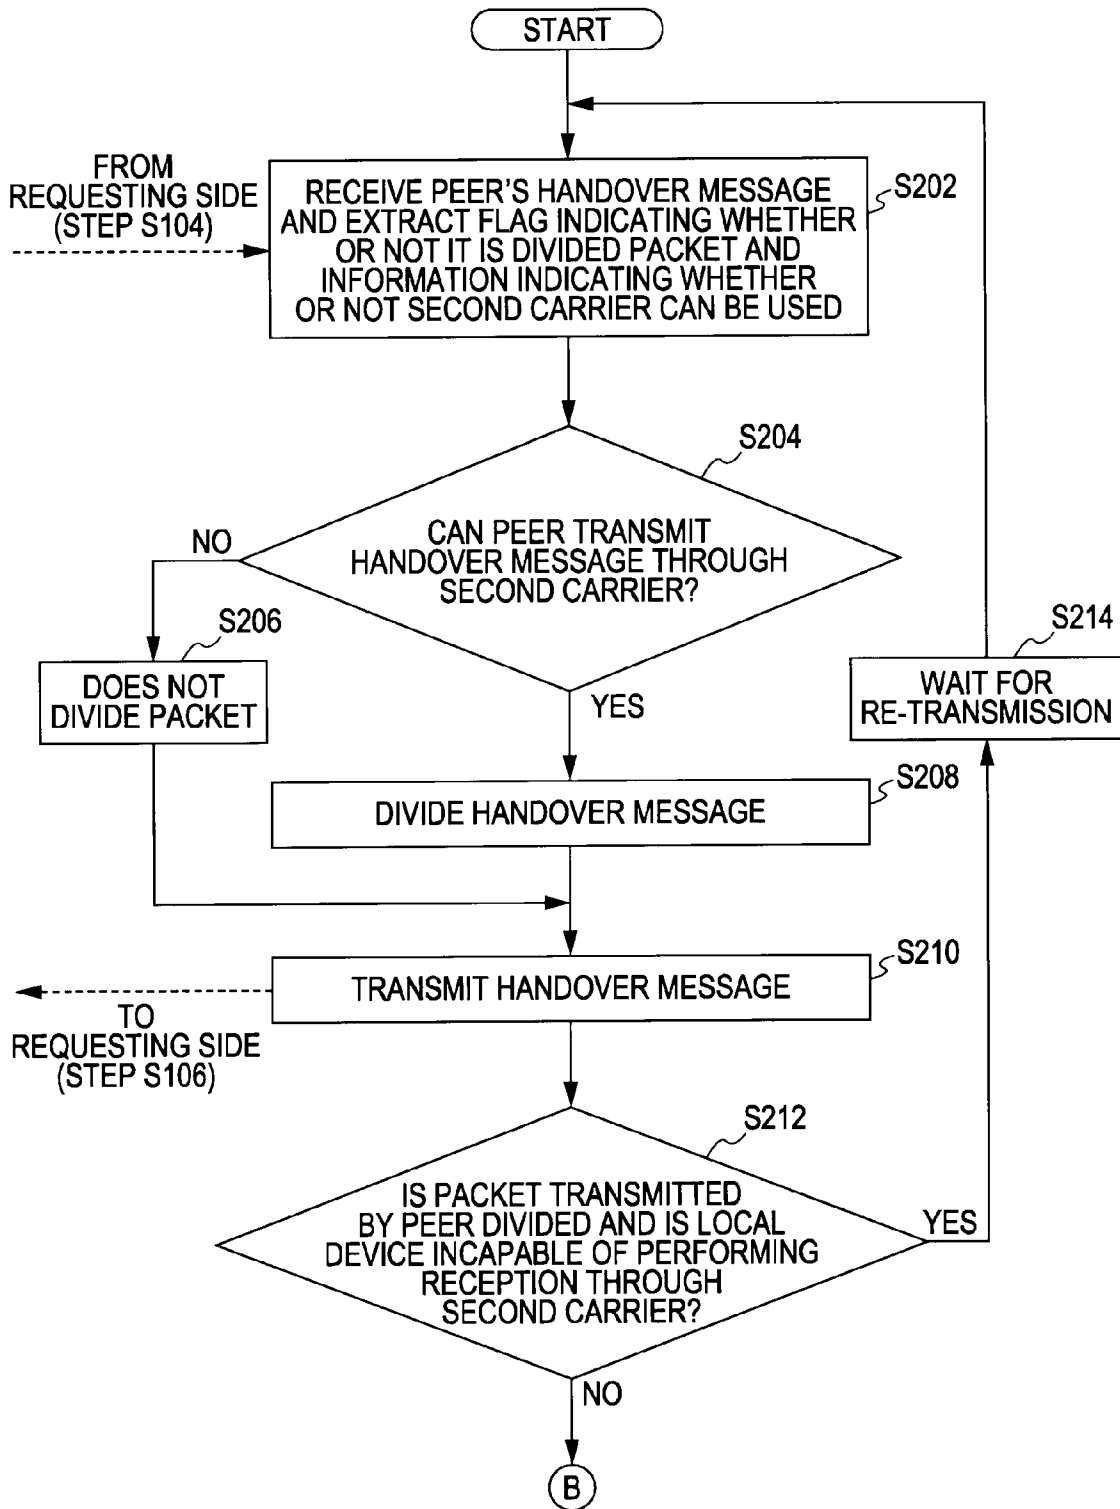 START
FROM
REQUESTING SIDE
(STEP S104)
S202
RECEIVE PEER'S HANDOVER MESSAGE
AND EXTRACT FLAG INDICATING WHETHER
OR NOT IT IS DIVIDED PACKET AND
INFORMATION INDICATING WHETHER
OR NOT SECOND CARRIER CAN BE USED
S204
CAN PEER TRANSMIT
HANDOVER MESSAGE THROUGH
SECOND CARRIER?
NO
YES
S206
DOES NOT
DIVIDE PACKET
S214
WAIT FOR
RE-TRANSMISSION
S208
DIVIDE HANDOVER MESSAGE
S210
TRANSMIT HANDOVER MESSAGE
TO
REQUESTING SIDE
(STEP S106)
S212
IS PACKET TRANSMITTED
BY PEER DIVIDED AND IS LOCAL
DEVICE INCAPABLE OF PERFORMING
RECEPTION THROUGH
SECOND CARRIER?
YES
NO
B